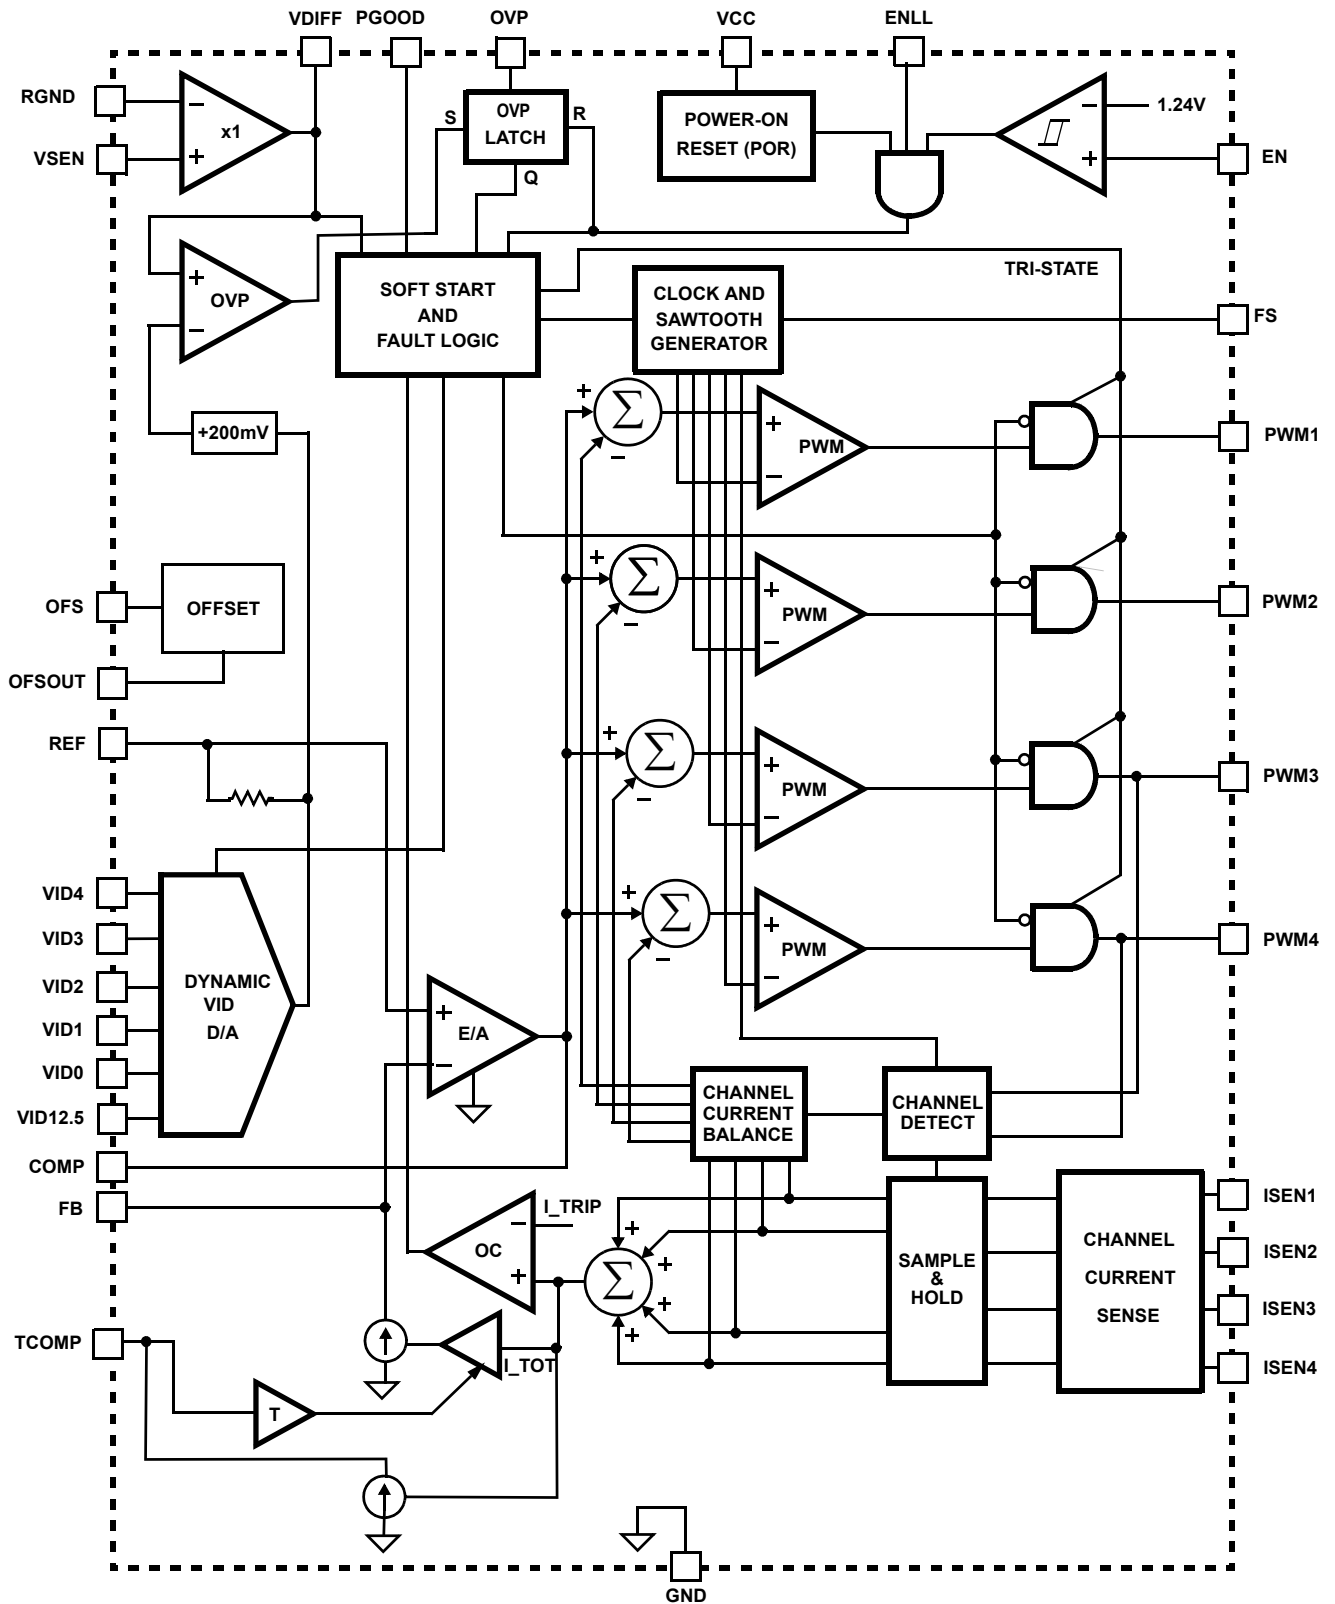 VDIFF PGOOD OVP VCC ENLL
RGND
VSEN
− x1 +
S OVP LATCH R
Q
POWER-ON
RESET (POR)
− 1.24V
+
EN
+ OVP −
SOFT START
AND
FAULT LOGIC
CLOCK AND
SAWTOOTH
GENERATOR
TRI-STATE
FS
+200mV
+ Σ −
+ PWM −
PWM1
OFS
OFFSET
OFSOUT
+ Σ −
+ PWM −
PWM2
REF
+ Σ −
+ PWM −
PWM3
VID4
VID3
VID2
VID1
VID0
VID12.5
DYNAMIC
VID
D/A
+ Σ −
+ PWM −
PWM4
+ E/A −
CHANNEL
CURRENT
BALANCE
CHANNEL
DETECT
COMP
FB
− I_TRIP
OC
+
+ + Σ + +
I_TOT
SAMPLE
&
HOLD
CHANNEL
CURRENT
SENSE
ISEN1
ISEN2
ISEN3
ISEN4
TCOMP
T
GND